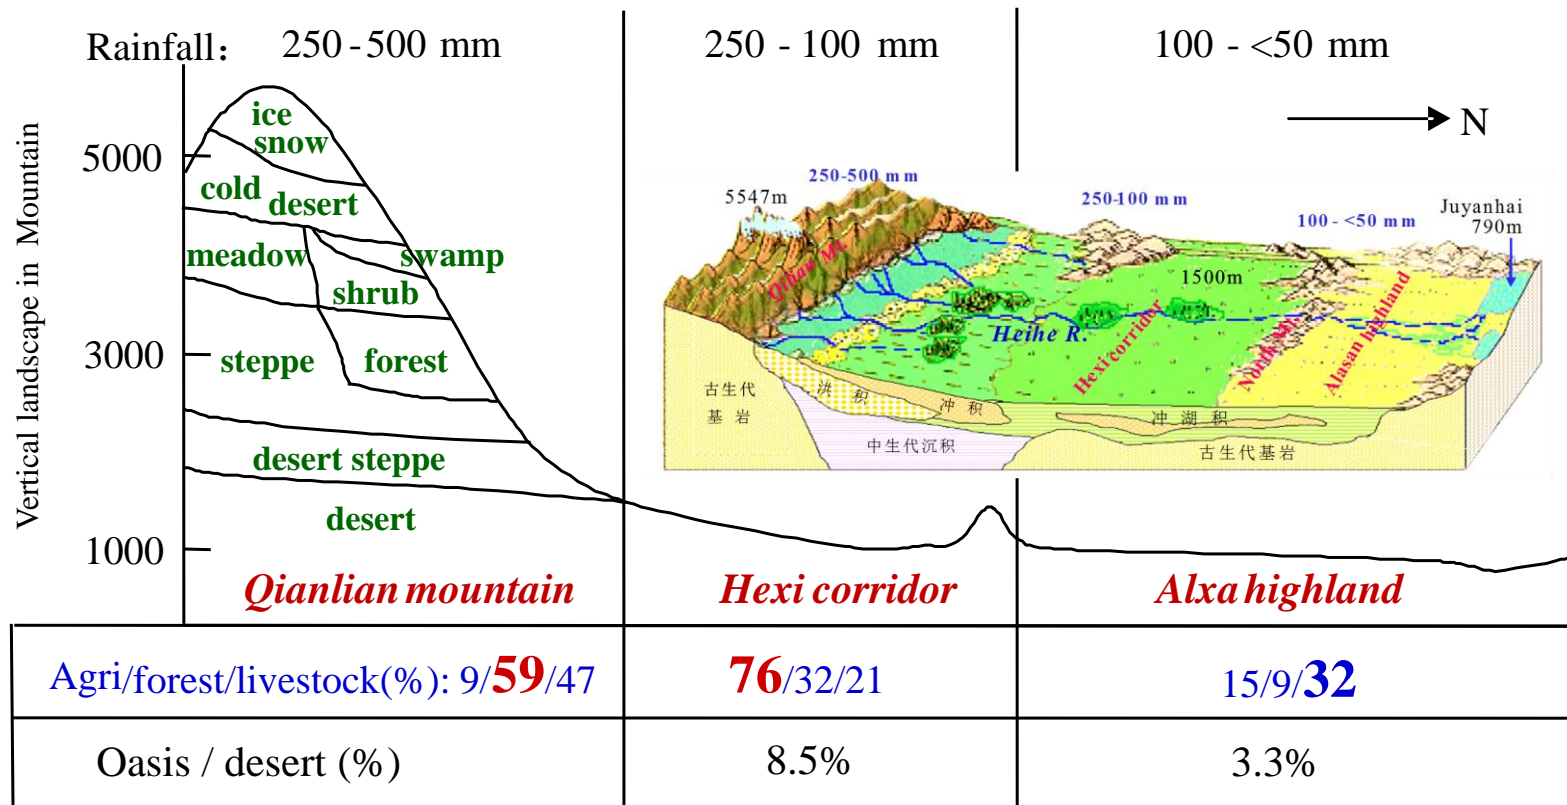 Rainfall： 250-500 mm 250 - 100 mm 100 - <50 mm
N
Vertical landscape in Mountain
5000
3000
1000
ice
snow
cold desert
meadow swamp
shrub
steppe forest
desert steppe
desert
250-500 mm
5547m
250-100 mm
100 - <50 mm
Juyanhai
790m
Qilian Mt.
1500m
Heihe R.
Hexi corridor
North Mt.
Alasan highland
古生代
基岩
洪积
冲积
冲湖积
中生代沉积
古生代基岩
Qianlian mountain Hexi corridor Alxa highland
Agri/forest/livestock(%): 9/59/47 76/32/21 15/9/32
Oasis / desert (%) 8.5% 3.3%